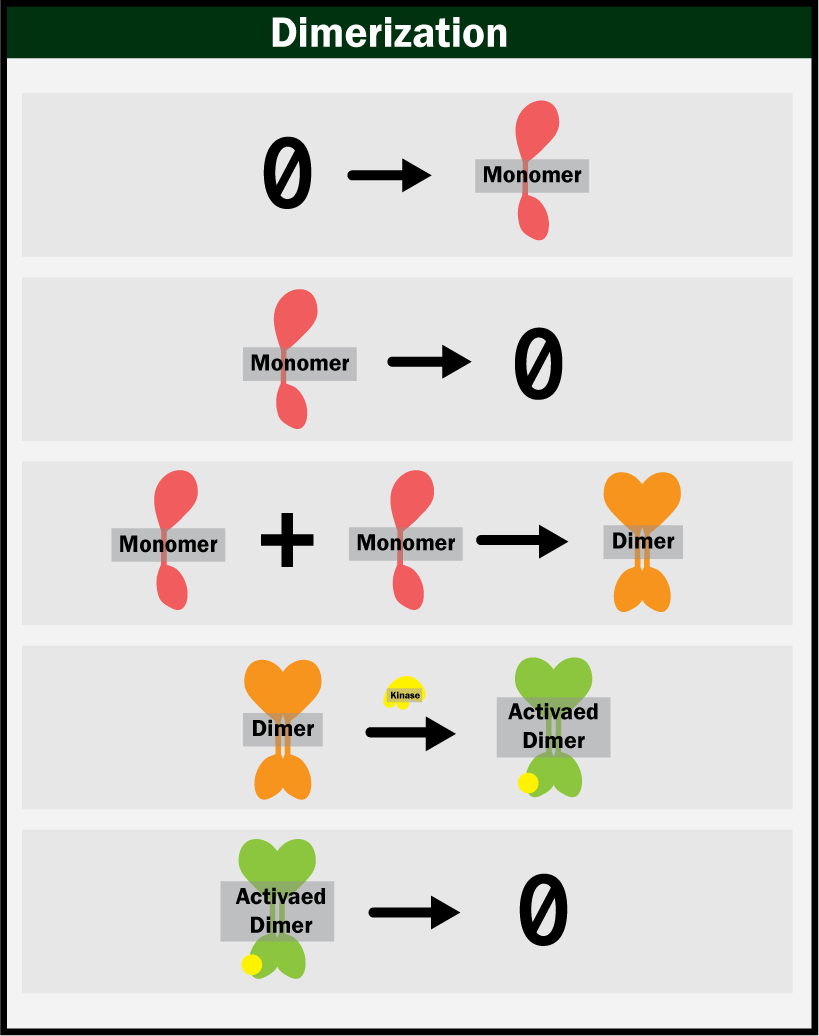 Dimerization
0
Monomer
Monomer
0
Monomer + Monomer Dimer
Kinase
Dimer
Activaed
Dimer
Activaed
Dimer
0